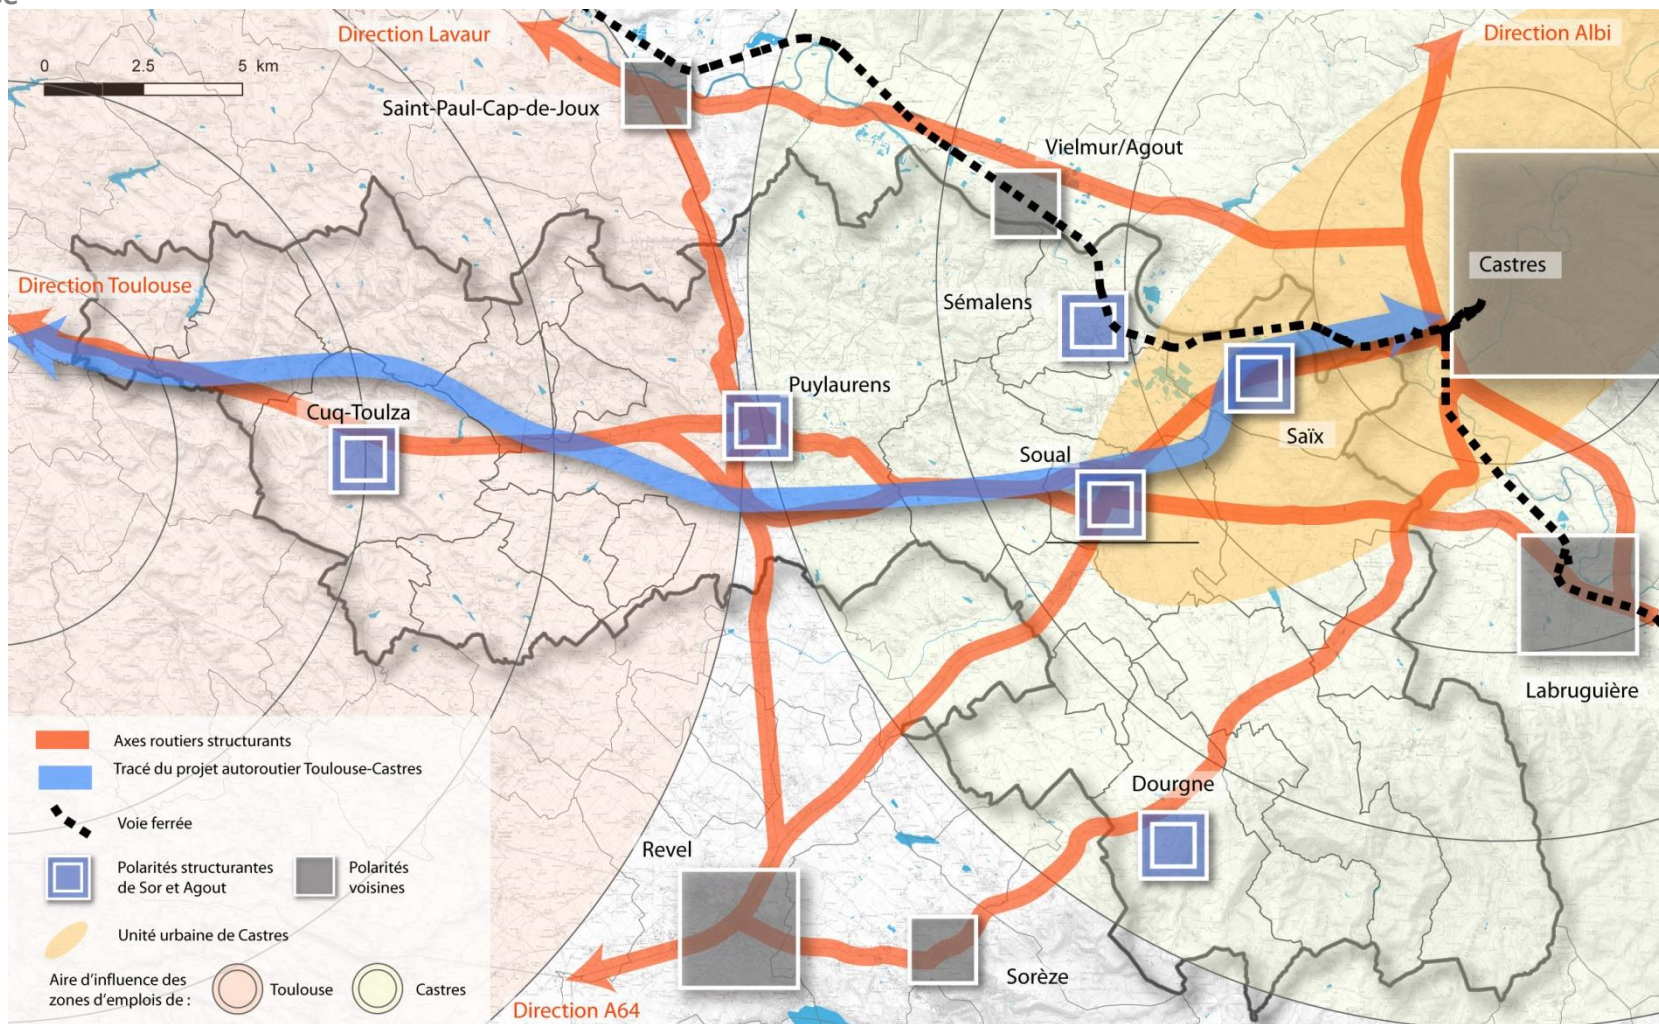 Direction Lavaur
Direction Albi
0 2.5 5 km
Saint-Paul-Cap-de-Joux
Vielmur/Agout
Castres
Direction Toulouse
Sémalens
Puylaurens
Cuq-Toulza
Saïx
Soual
Labruguière
Axes routiers structurants
Tracé du projet autoroutier Toulouse-Castres
Voie ferrée
Dourgne
Revel
Polarités structurantes
de Sor et Agout
Polarités
voisines
Unité urbaine de Castres
Aire d'influence des
zones d'emplois de :
Toulouse
Castres
Sorèze
Direction A64